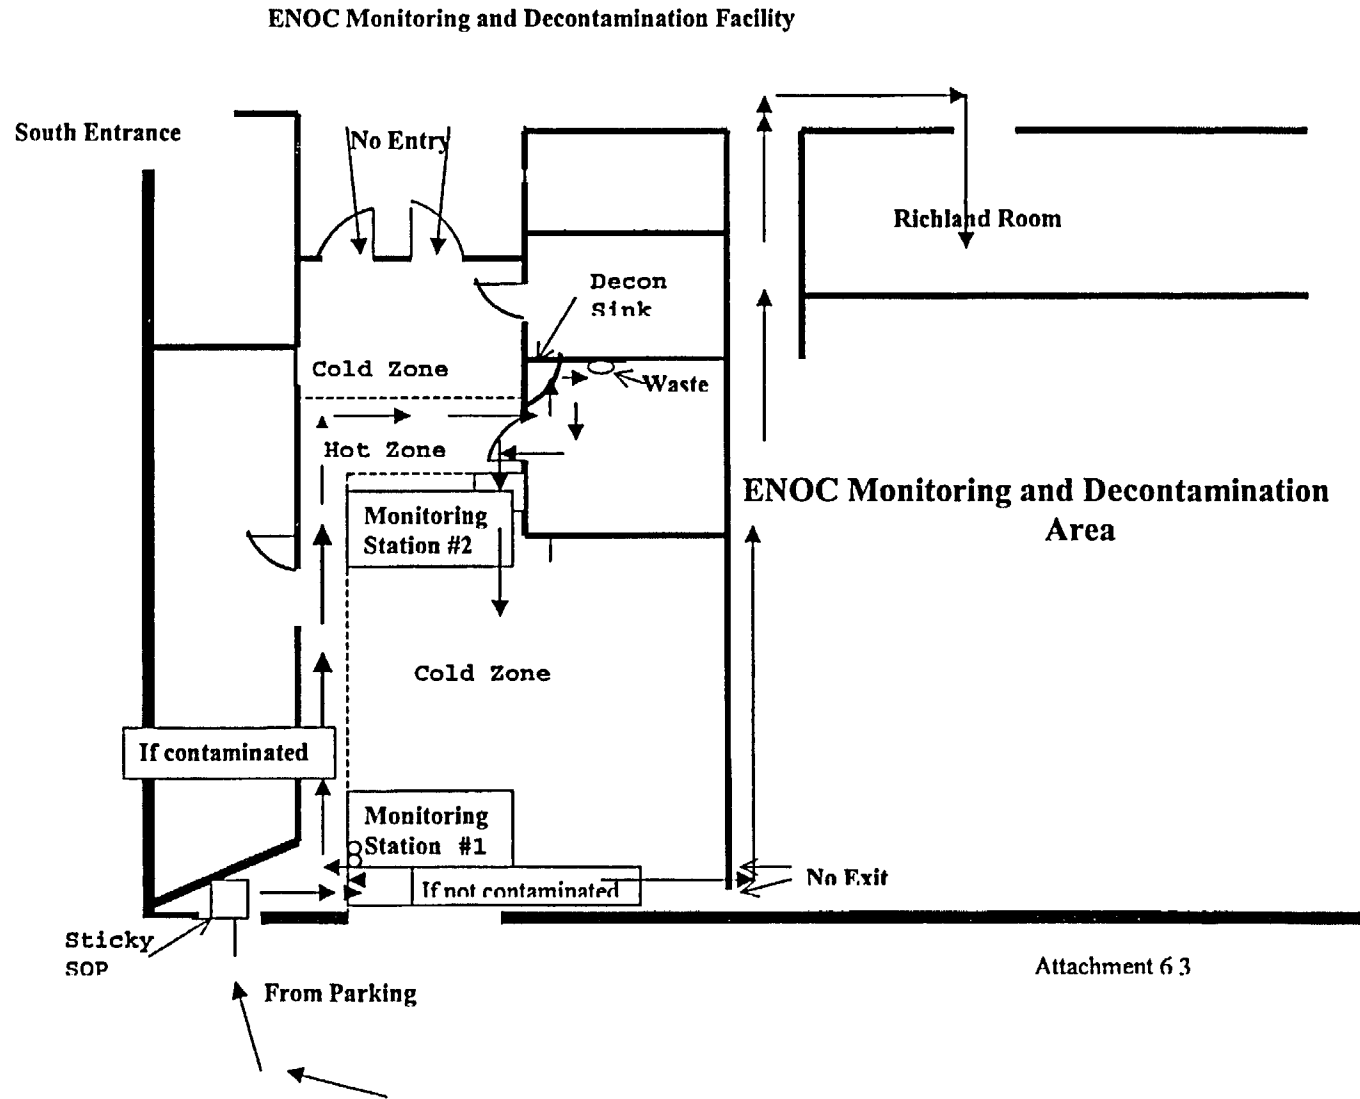 ENOC Monitoring and Decontamination Facility
South Entrance
No Entry
Richland Room
Decon
Sink
Cold Zone
Waste
Hot Zone
ENOC Monitoring and Decontamination
Area
Monitoring
Station #2
Cold Zone
If contaminated
Monitoring
Station #1
If not contaminated
No Exit
Sticky
SOP
Attachment 6 3
From Parking